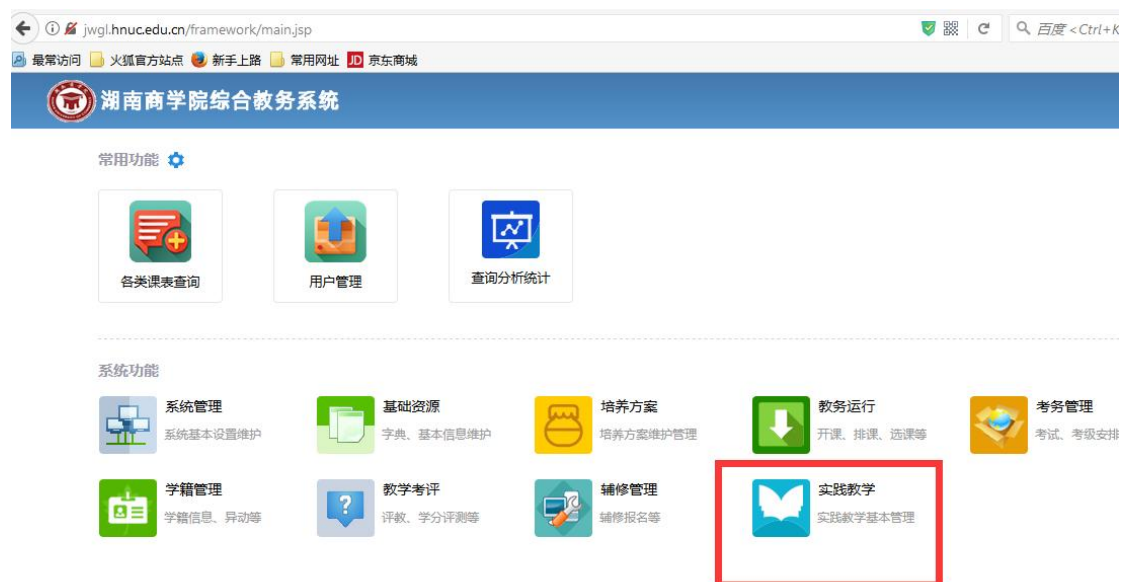 jwgl.hnuc.edu.cn/framework/main.jsp 百度 <Ctrl+K
最常访问 火狐官方站点 新手上路 常用网址 JD 京东商城
湖南商学院综合教务系统
常用功能
各类课表查询 用户管理 查询分析统计
系统功能
系统管理 基础资源 培养方案 教务运行 考务管理
系统基本设置维护 字典、基本信息维护 培养方案维护管理 开课、排课、选课等 考试、考级安排
学籍管理 教学考评 辅修管理 实践教学
学籍信息、异动等 评教、学分评测等 辅修报名等 实践教学基本管理